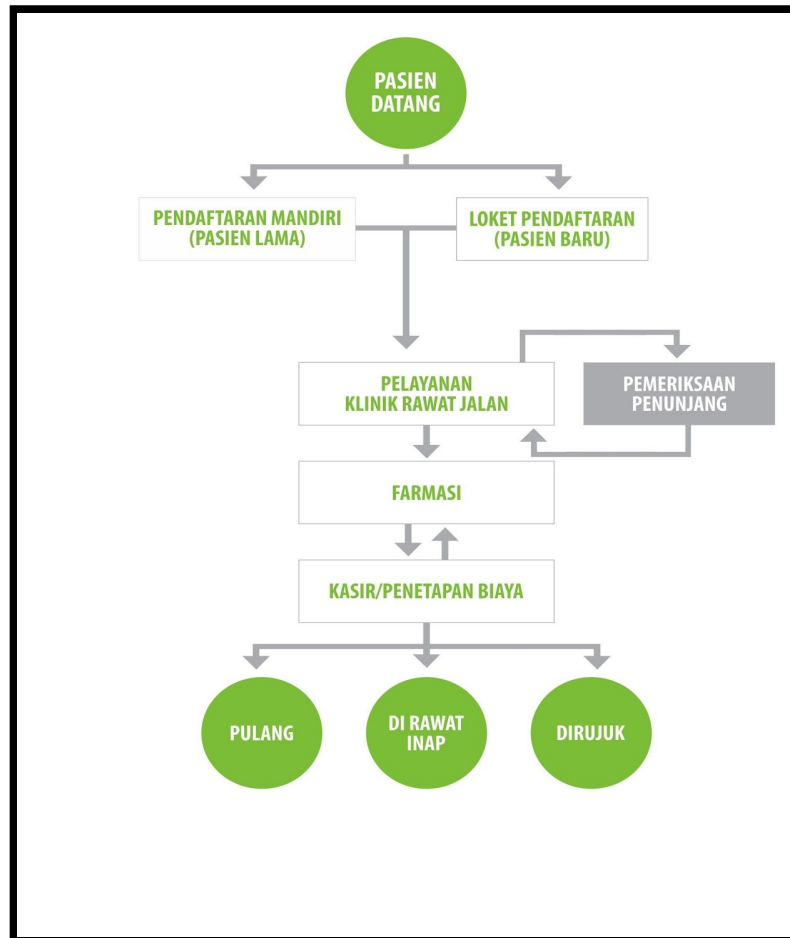 PASIEN
DATANG
PENDAFTARAN MANDIRI
(PASIEN LAMA)
LOKET PENDAFTARAN
(PASIEN BARU)
PELAYANAN
KLINIK RAWAT JALAN
PEMERIKSAAN
PENUNJANG
FARMASI
KASIR/PENETAPAN BIAYA
PULANG
DI RAWAT
INAP
DIRUJUK